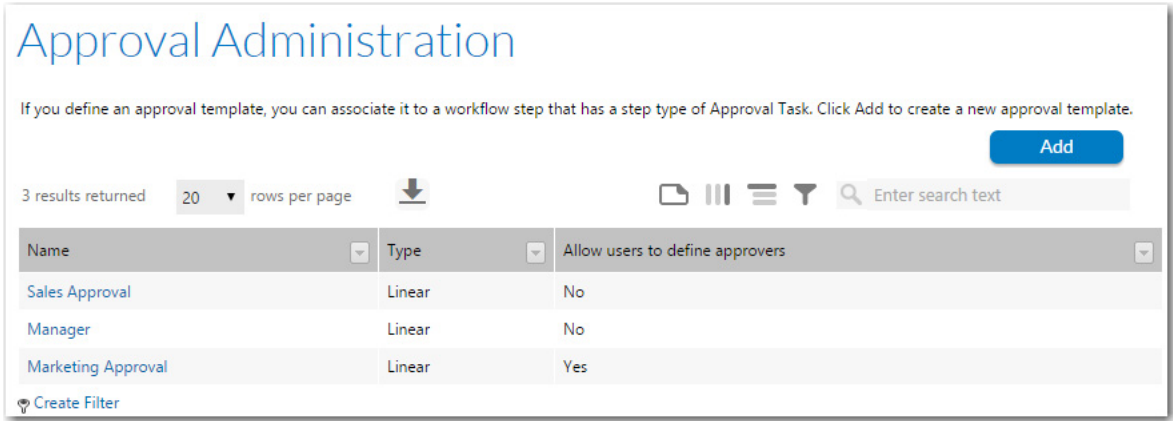 Approval Administration
If you define an approval template, you can associate it to a workflow step that has a step type of Approval Task. Click Add to create a new approval template.
Add
3 results returned 20 rows per page Enter search text
Name Type Allow users to define approvers
Sales Approval Linear No
Manager Linear No
Marketing Approval Linear Yes
Create Filter